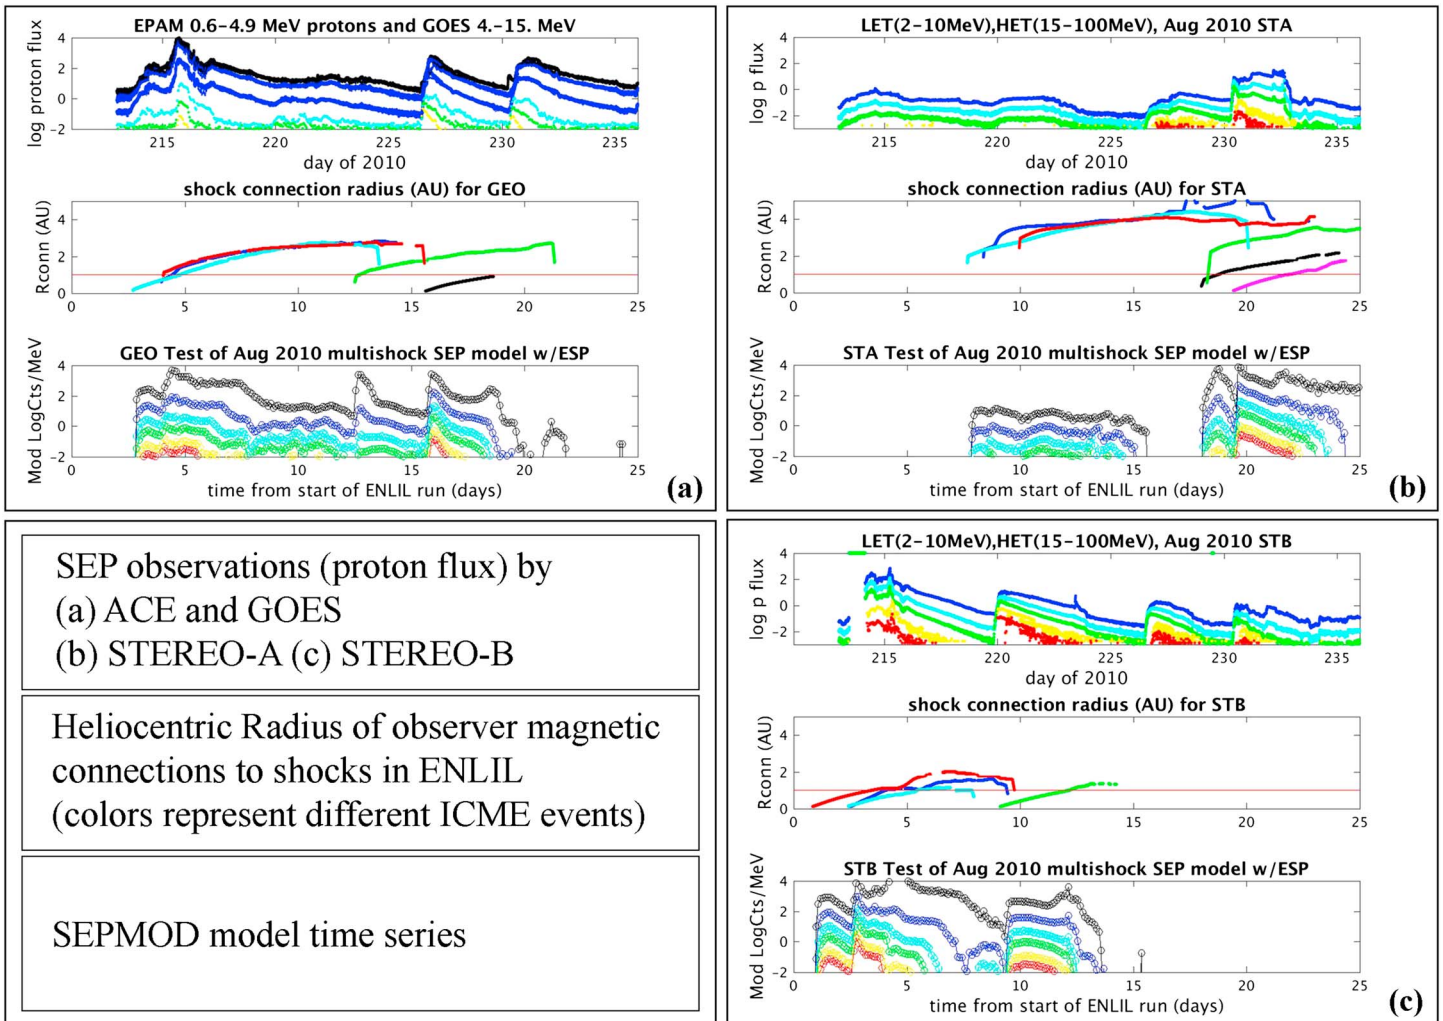 EPAM 0.6−4.9 MeV protons and GOES 4.−15. MeV
log proton flux
4
2
0
−2
215 220 225 230 235
day of 2010
shock connection radius (AU) for GEO
Rconn (AU)
4
2
0
0 5 10 15 20 25
GEO Test of Aug 2010 multishock SEP model w/ESP
Mod LogCts/MeV
4
2
0
−2
0 5 10 15 20 25
time from start of ENLIL run (days)
(a)
LET(2−10MeV),HET(15−100MeV), Aug 2010 STA
log p flux
4
2
0
−2
215 220 225 230 235
day of 2010
shock connection radius (AU) for STA
Rconn (AU)
4
2
0
0 5 10 15 20 25
STA Test of Aug 2010 multishock SEP model w/ESP
Mod LogCts/MeV
4
2
0
−2
0 5 10 15 20 25
time from start of ENLIL run (days)
(b)
SEP observations (proton flux) by
(a) ACE and GOES
(b) STEREO-A (c) STEREO-B
Heliocentric Radius of observer magnetic
connections to shocks in ENLIL
(colors represent different ICME events)
SEPMOD model time series
LET(2−10MeV),HET(15−100MeV), Aug 2010 STB
log p flux
4
2
0
−2
215 220 225 230 235
day of 2010
shock connection radius (AU) for STB
Rconn (AU)
4
2
0
0 5 10 15 20 25
STB Test of Aug 2010 multishock SEP model w/ESP
Mod LogCts/MeV
4
2
0
−2
0 5 10 15 20 25
time from start of ENLIL run (days)
(c)